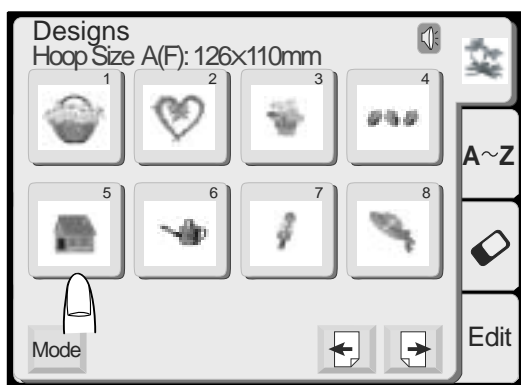 Designs
Hoop Size A(F): 126×110mm
1 2 3 4
A~Z
5 6 7 8
Mode
Edit